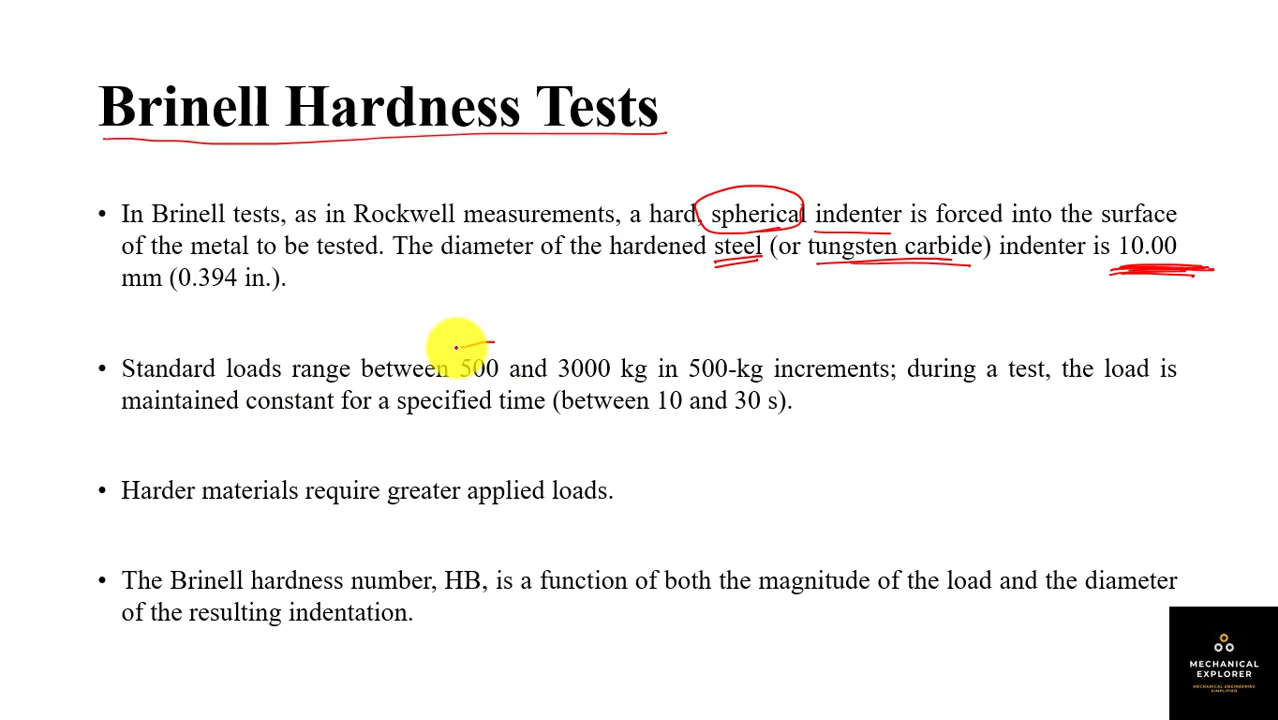 Brinell Hardness Tests
• In Brinell tests, as in Rockwell measurements, a hard, spherical indenter is forced into the surface
of the metal to be tested. The diameter of the hardened steel (or tungsten carbide) indenter is 10.00
mm (0.394 in.).
• Standard loads range between 500 and 3000 kg in 500-kg increments; during a test, the load is
maintained constant for a specified time (between 10 and 30 s).
• Harder materials require greater applied loads.
• The Brinell hardness number, HB, is a function of both the magnitude of the load and the diameter
of the resulting indentation.
MECHANICAL
EXPLORER
MECHANICAL ENGINEERING
SIMPLIFIED